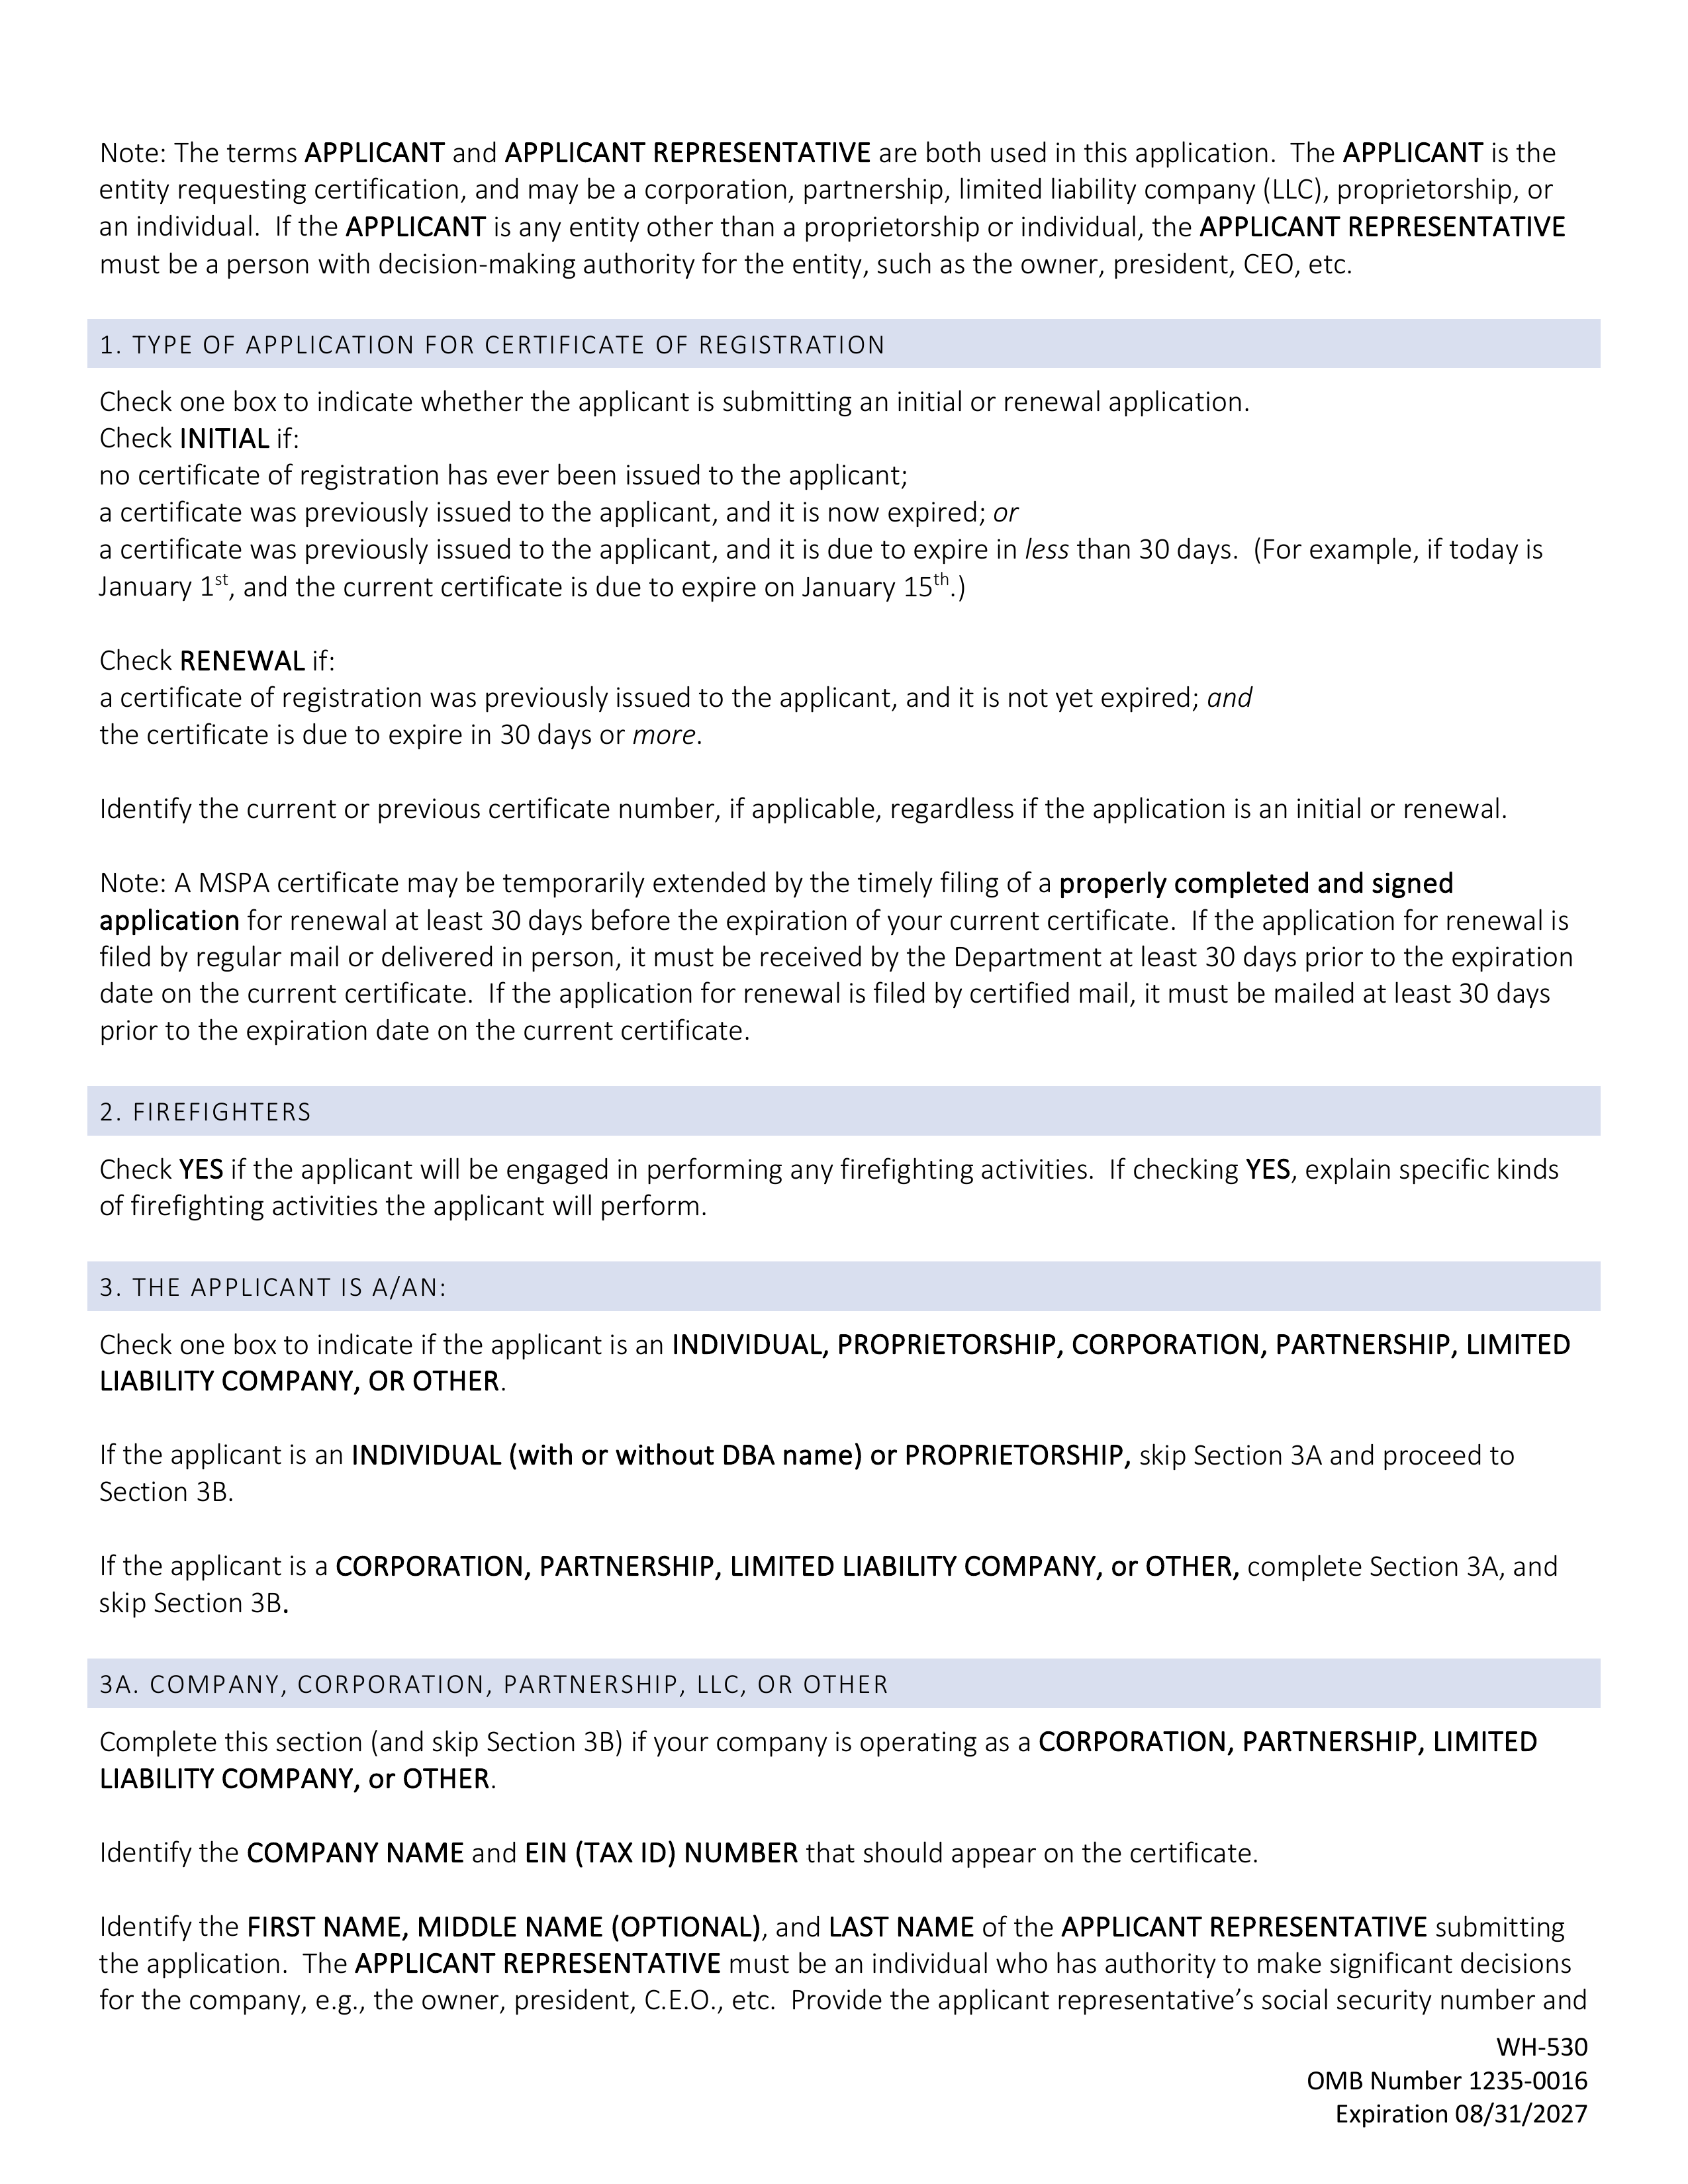 Note: The terms APPLICANT and APPLICANT REPRESENTATIVE are both used in this application.  The APPLICANT is the
entity requesting certification, and may be a corporation, partnership, limited liability company (LLC), proprietorship, or
an individual.  If the APPLICANT is any entity other than a proprietorship or individual, the APPLICANT REPRESENTATIVE
must be a person with decision-making authority for the entity, such as the owner, president, CEO, etc.
1. TYPE OF APPLICATION FOR CERTIFICATE OF REGISTRATION
Check one box to indicate whether the applicant is submitting an initial or renewal application.
Check INITIAL if:
no certificate of registration has ever been issued to the applicant;
a certificate was previously issued to the applicant, and it is now expired; or
a certificate was previously issued to the applicant, and it is due to expire in less than 30 days.  (For example, if today is
January 1st, and the current certificate is due to expire on January 15th.)
Check RENEWAL if:
a certificate of registration was previously issued to the applicant, and it is not yet expired; and
the certificate is due to expire in 30 days or more.
Identify the current or previous certificate number, if applicable, regardless if the application is an initial or renewal.
Note: A MSPA certificate may be temporarily extended by the timely filing of a properly completed and signed
application for renewal at least 30 days before the expiration of your current certificate.  If the application for renewal is
filed by regular mail or delivered in person, it must be received by the Department at least 30 days prior to the expiration
date on the current certificate.  If the application for renewal is filed by certified mail, it must be mailed at least 30 days
prior to the expiration date on the current certificate.
2. FIREFIGHTERS
Check YES if the applicant will be engaged in performing any firefighting activities.  If checking YES, explain specific kinds
of firefighting activities the applicant will perform.
3. THE APPLICANT IS A/AN:
Check one box to indicate if the applicant is an INDIVIDUAL, PROPRIETORSHIP, CORPORATION, PARTNERSHIP, LIMITED
LIABILITY COMPANY, OR OTHER.
If the applicant is an INDIVIDUAL (with or without DBA name) or PROPRIETORSHIP, skip Section 3A and proceed to
Section 3B.
If the applicant is a CORPORATION, PARTNERSHIP, LIMITED LIABILITY COMPANY, or OTHER, complete Section 3A, and
skip Section 3B.
3A. COMPANY, CORPORATION, PARTNERSHIP, LLC, OR OTHER
Complete this section (and skip Section 3B) if your company is operating as a CORPORATION, PARTNERSHIP, LIMITED
LIABILITY COMPANY, or OTHER.
Identify the COMPANY NAME and EIN (TAX ID) NUMBER that should appear on the certificate.
Identify the FIRST NAME, MIDDLE NAME (OPTIONAL), and LAST NAME of the APPLICANT REPRESENTATIVE submitting
the application.  The APPLICANT REPRESENTATIVE must be an individual who has authority to make significant decisions
for the company, e.g., the owner, president, C.E.O., etc.  Provide the applicant representative’s social security number and
WH-530
OMB Number 1235-0016
Expiration 08/31/2027